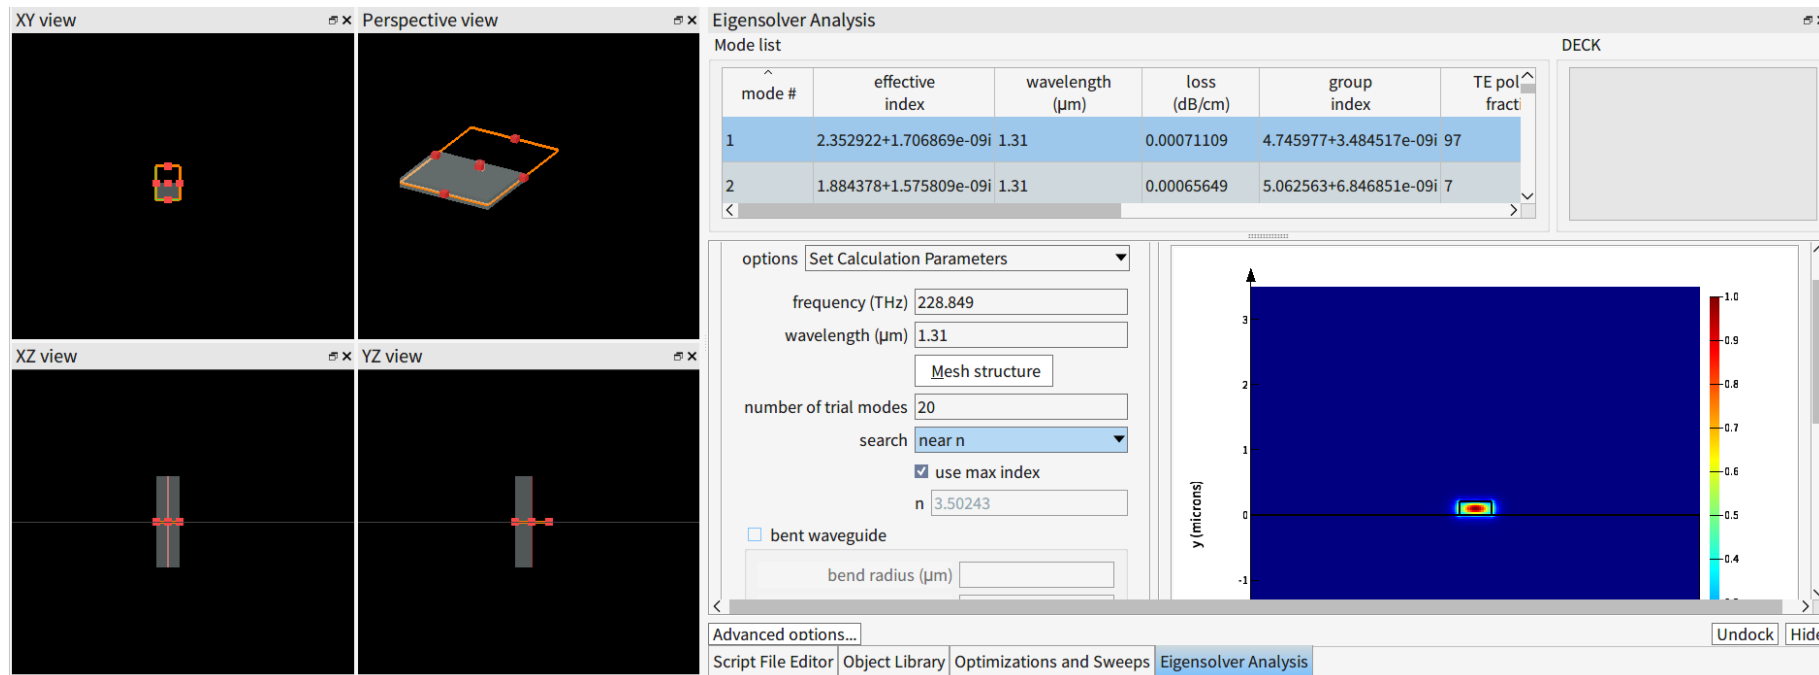 XY view
Perspective view
Eigensolver Analysis
Mode list
DECK
mode #
effective index
wavelength (µm)
loss (dB/cm)
group index
TE pol
fracti
1 2.352922+1.706869e-09i 1.31 0.00071109 4.745977+3.484517e-09i 97
2 1.884378+1.575809e-09i 1.31 0.00065649 5.062563+6.846851e-09i 7
XZ view
YZ view
options Set Calculation Parameters
frequency (THz) 228.849
wavelength (µm) 1.31
Mesh structure
number of trial modes 20
search near n
use max index
n 3.50243
bent waveguide
bend radius (µm)
y (microns)
3
2
1
0
-1
1.0
0.9
0.8
0.7
0.6
0.5
0.4
Advanced options...
Undock
Hide
Script File Editor
Object Library
Optimizations and Sweeps
Eigensolver Analysis